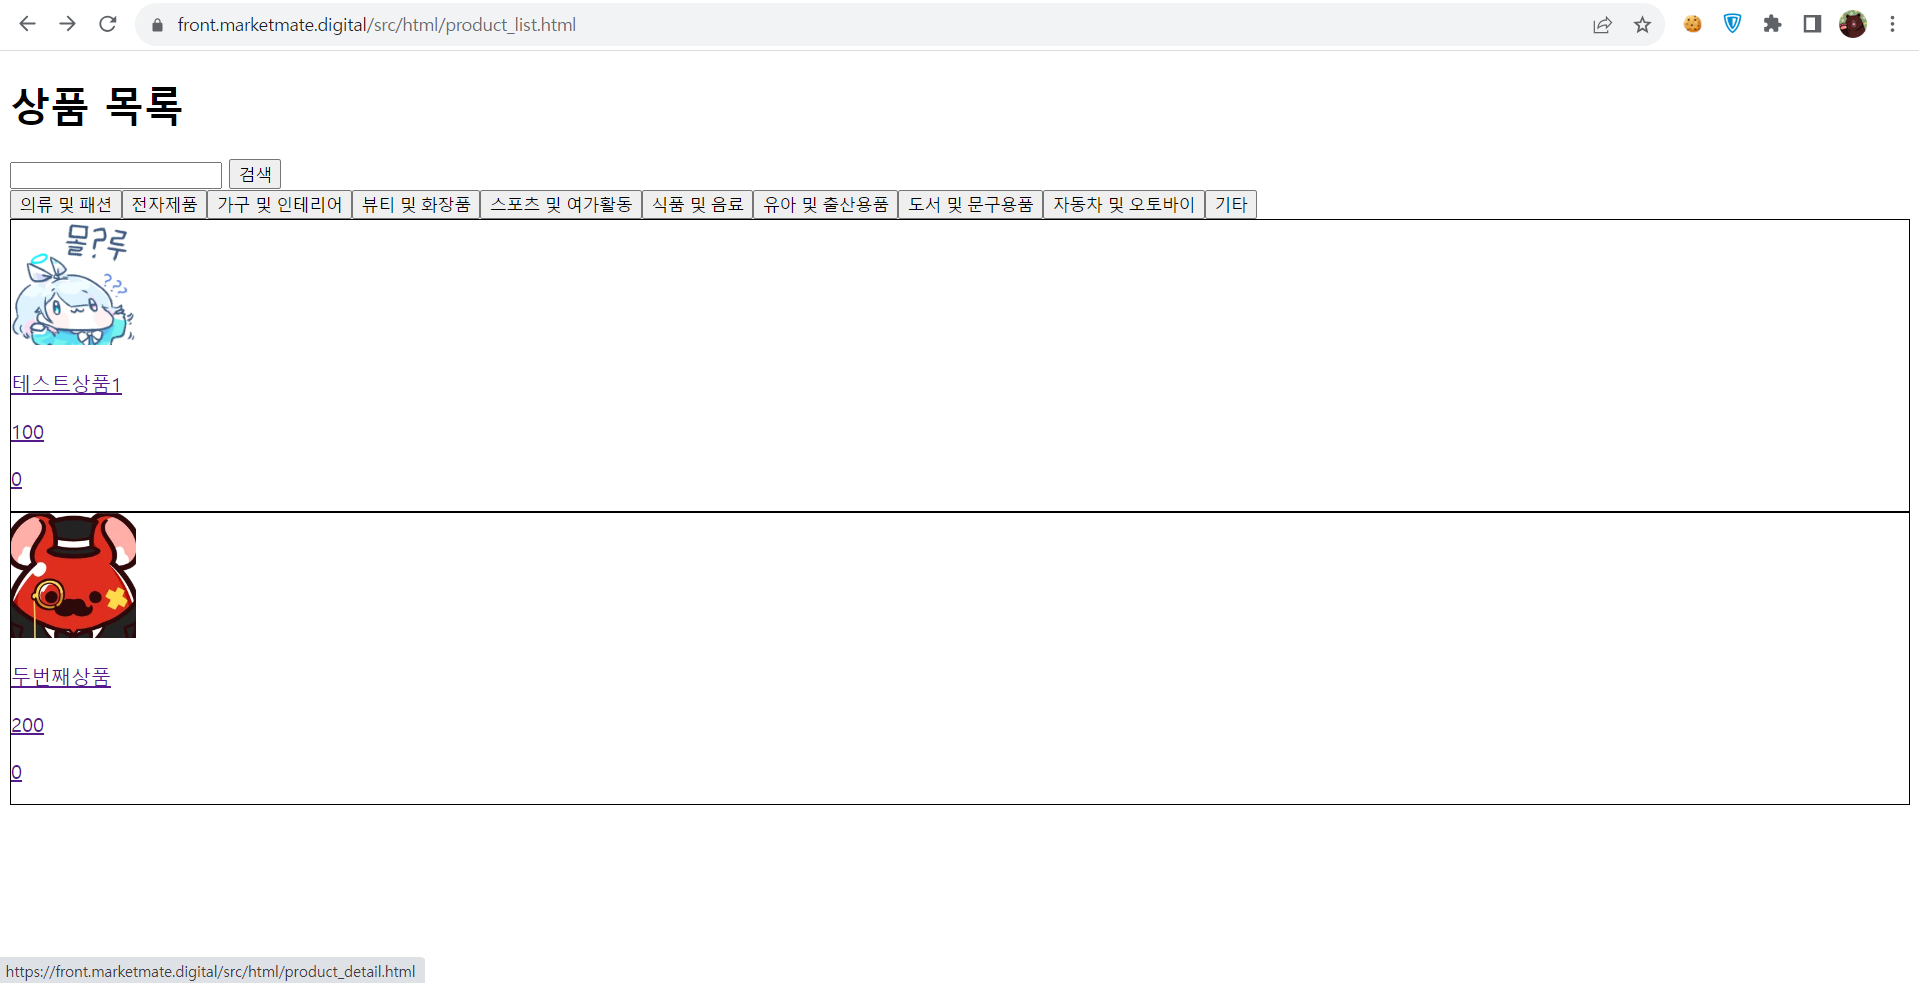 front.marketmate.digital/src/html/product_list.html
상품 목록
검색
의류 및 패션 전자제품 가구 및 인테리어 뷰티 및 화장품 스포츠 및 여가활동 식품 및 음료 유아 및 출산용품 도서 및 문구용품 자동차 및 오토바이 기타
몰?루
???
테스트상품1
100
0
두번째상품
200
0
https://front.marketmate.digital/src/html/product_detail.html